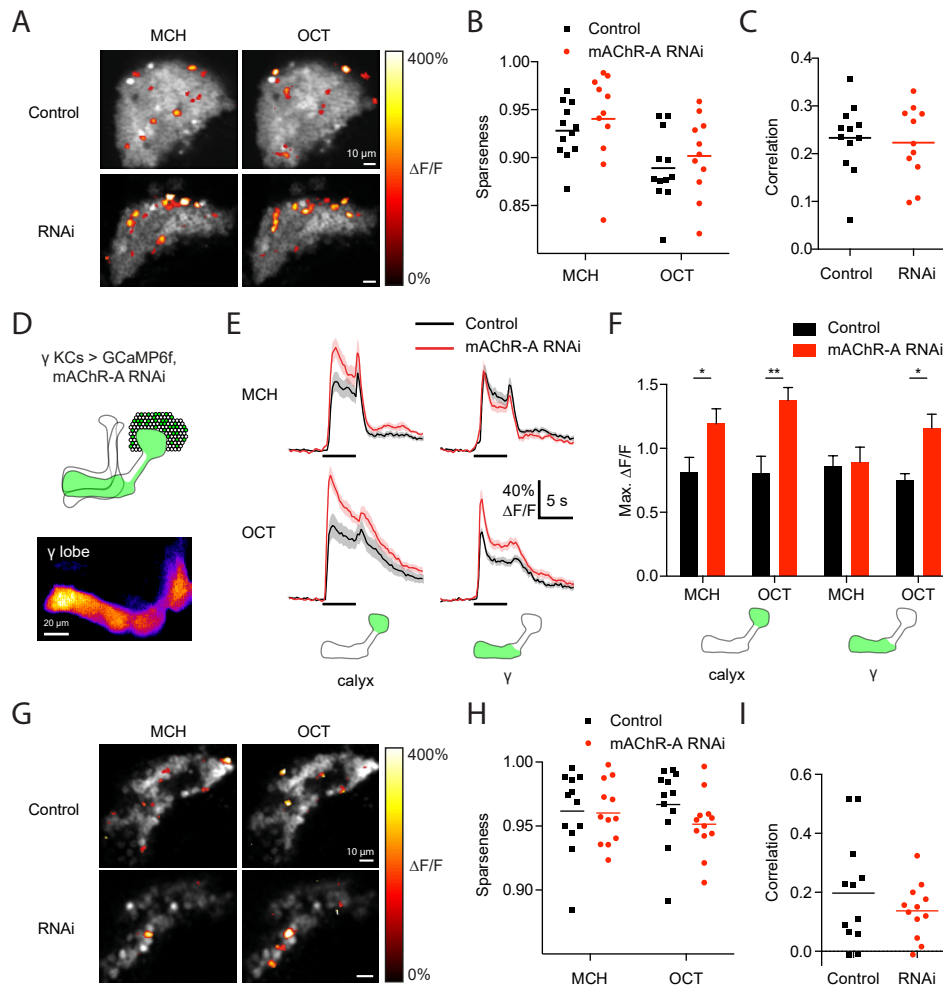 A
MCH
OCT
400%
Control
10 µm
ΔF/F
RNAi
0%
B
Control
mAChR-A RNAi
1.00
0.95
Sparseness
0.90
0.85
MCH
OCT
C
0.4
0.3
Correlation
0.2
0.1
0.0
Control
RNAi
D
γ KCs > GCaMP6f,
mAChR-A RNAi
γ lobe
20 µm
E
Control
mAChR-A RNAi
MCH
40%
ΔF/F
5 s
OCT
calyx
γ
F
Control
mAChR-A RNAi
*
**
*
1.5
1.0
Max. ΔF/F
0.5
0.0
MCH
OCT
MCH
OCT
calyx
γ
G
MCH
OCT
400%
Control
10 µm
ΔF/F
RNAi
0%
H
Control
mAChR-A RNAi
1.00
0.95
Sparseness
0.90
MCH
OCT
I
0.6
0.4
Correlation
0.2
0.0
Control
RNAi